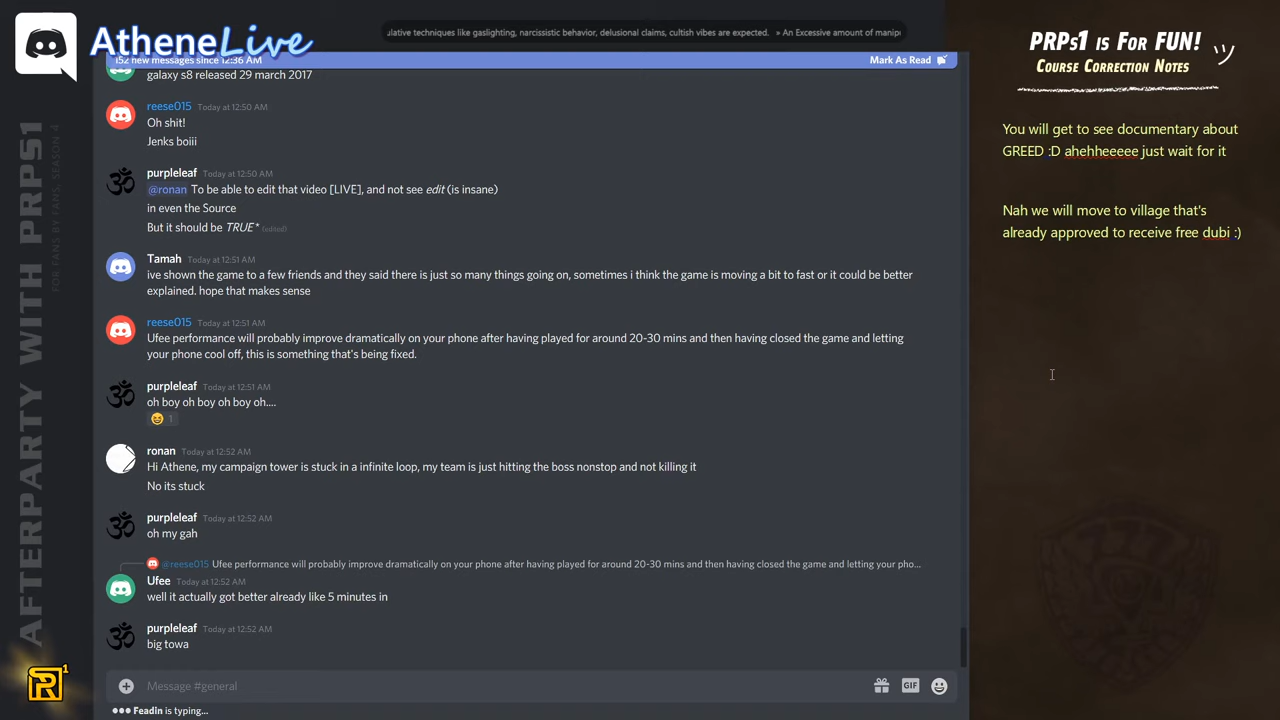 AtheneLive
ulative techniques like gaslighting, narcissistic behavior, delusional claims, cultish vibes are expected. » An Excessive amount of manip
152 new messages since 12:36 AM
Mark As Read
galaxy s8 released 29 march 2017
reese015 Today at 12:50 AM
Oh shit!
Jenks boiii
purpleleaf Today at 12:50 AM
@ronan To be able to edit that video [LIVE], and not see edit (is insane)
in even the Source
But it should be TRUE* (edited)
Tamah Today at 12:51 AM
ive shown the game to a few friends and they said there is just so many things going on, sometimes i think the game is moving a bit to fast or it could be better
explained. hope that makes sense
reese015 Today at 12:51 AM
Ufee performance will probably improve dramatically on your phone after having played for around 20-30 mins and then having closed the game and letting
your phone cool off, this is something that's being fixed.
purpleleaf Today at 12:51 AM
oh boy oh boy oh boy oh....
1
ronan Today at 12:52 AM
Hi Athene, my campaign tower is stuck in a infinite loop, my team is just hitting the boss nonstop and not killing it
No its stuck
purpleleaf Today at 12:52 AM
oh my gah
@reese015 Ufee performance will probably improve dramatically on your phone after having played for around 20-30 mins and then having closed the game and letting your pho...
Ufee Today at 12:52 AM
well it actually got better already like 5 minutes in
purpleleaf Today at 12:52 AM
big towa
Message #general
GIF
Feadin is typing...
AFTERPARTY WITH PRPS1
FOR FANS BY FANS, SEASON 4
R1
PRPs1 is For FUN!
Course Correction Notes
ツ
You will get to see documentary about
GREED :D ahehheeeee just wait for it
Nah we will move to village that's
already approved to receive free dubi :)